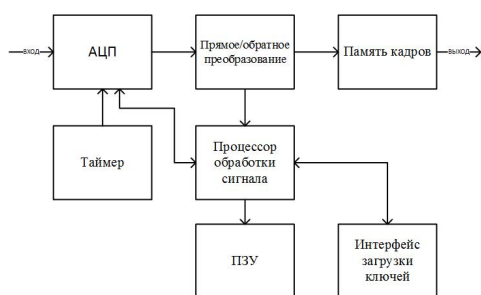 вход
АЦП
Прямое/обратное
преобразование
Память кадров
выход
Таймер
Процессор
обработки
сигнала
ПЗУ
Интерфейс
загрузки
ключей